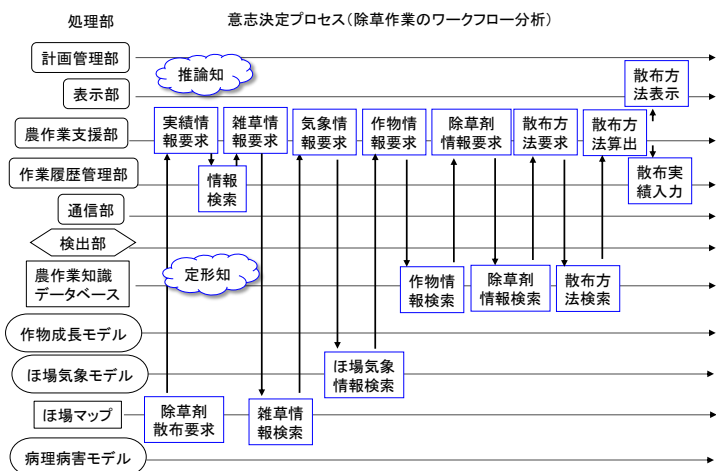 処理部
意志決定プロセス(除草作業のワークフロー分析)
計画管理部
推論知
表示部
散布方
法表示
農作業支援部
実績情
報要求
雑草情
報要求
気象情
報要求
作物情
報要求
除草剤
情報要求
散布方
法要求
散布方
法算出
作業履歴管理部
情報
検索
散布実
績入力
通信部
検出部
農作業知識
データベース
定形知
作物情
報検索
除草剤
情報検索
散布方
法検索
作物成長モデル
ほ場気象モデル
ほ場気象
情報検索
ほ場マップ
除草剤
散布要求
雑草情
報検索
病理病害モデル